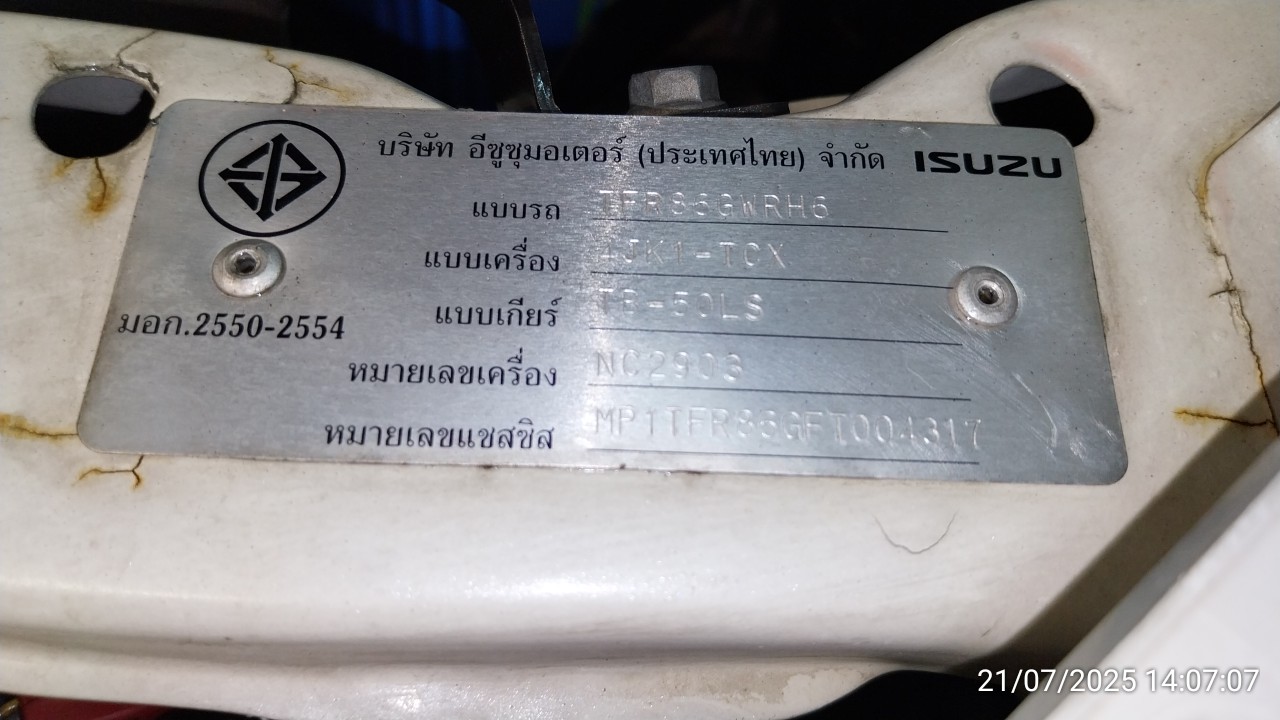 บริษัท อีซูซุมอเตอร์ (ประเทศไทย) จำกัด ISUZU
แบบรถ TFR86GWRH6
แบบเครื่อง 4JK1-TCX
แบบเกียร์ TB-50LS
มอก.2550-2554
หมายเลขเครื่อง NC2903
หมายเลขแชสซิส MP1TFR86GFT004317
21/07/2025 14:07:07